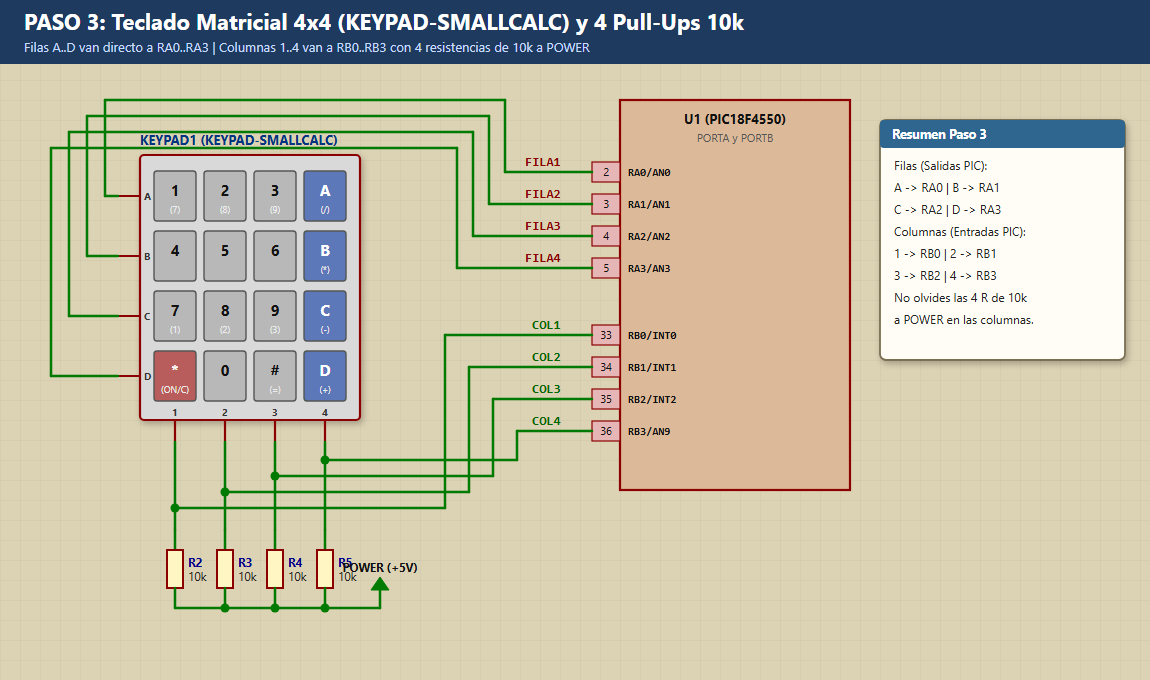 PASO 3: Teclado Matricial 4x4 (KEYPAD-SMALLCALC) y 4 Pull-Ups 10k
Filas A..D van directo a RA0..RA3 | Columnas 1..4 van a RB0..RB3 con 4 resistencias de 10k a POWER
KEYPAD1 (KEYPAD-SMALLCALC)
A
1
(7)
2
(8)
3
(9)
A
(/)
B
4
5
6
B
(*)
C
7
(1)
8
(2)
9
(3)
C
(-)
D
*
(ON/C)
0
#
(=)
D
(+)
1
2
3
4
R2
10k
R3
10k
R4
10k
R5
10k
POWER (+5V)
FILA1
FILA2
FILA3
FILA4
COL1
COL2
COL3
COL4
U1 (PIC18F4550)
PORTA y PORTB
2 RA0/AN0
3 RA1/AN1
4 RA2/AN2
5 RA3/AN3
33 RB0/INT0
34 RB1/INT1
35 RB2/INT2
36 RB3/AN9
Resumen Paso 3
Filas (Salidas PIC):
A -> RA0 | B -> RA1
C -> RA2 | D -> RA3
Columnas (Entradas PIC):
1 -> RB0 | 2 -> RB1
3 -> RB2 | 4 -> RB3
No olvides las 4 R de 10k
a POWER en las columnas.